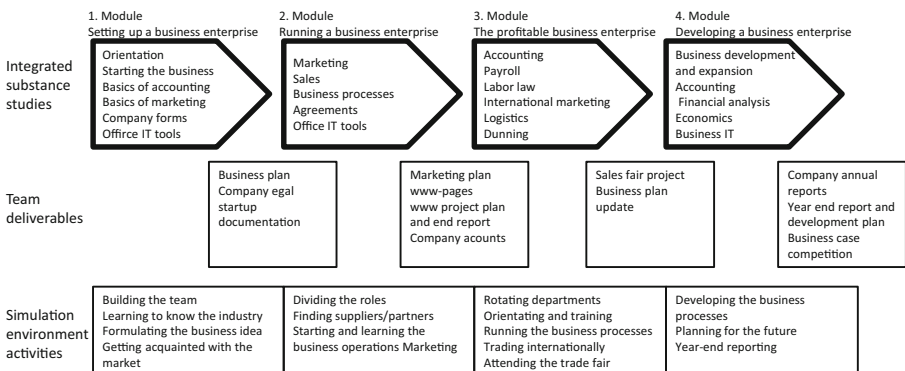 1. Module
Setting up a business enterprise
2. Module
Running a business enterprise
3. Module
The profitable business enterprise
4. Module
Developing a business enterprise
Integrated
substance
studies
Orientation
Starting the business
Basics of accounting
Basics of marketing
Company forms
Offirce IT tools
Marketing
Sales
Business processes
Agreements
Office IT tools
Accounting
Payroll
Labor law
International marketing
Logistics
Dunning
Business development
and expansion
Accounting
Financial analysis
Economics
Business IT
Team
deliverables
Business plan
Company egal
startup
documentation
Marketing plan
www-pages
www project plan
and end report
Company acounts
Sales fair project
Business plan
update
Company annual
reports
Year end report and
development plan
Business case
competition
Simulation
environment
activities
Building the team
Learning to know the industry
Formulating the business idea
Getting acquainted with the
market
Dividing the roles
Finding suppliers/partners
Starting and learning the
business operations Marketing
Rotating departments
Orientating and training
Running the business processes
Trading internationally
Attending the trade fair
Developing the business
processes
Planning for the future
Year-end reporting